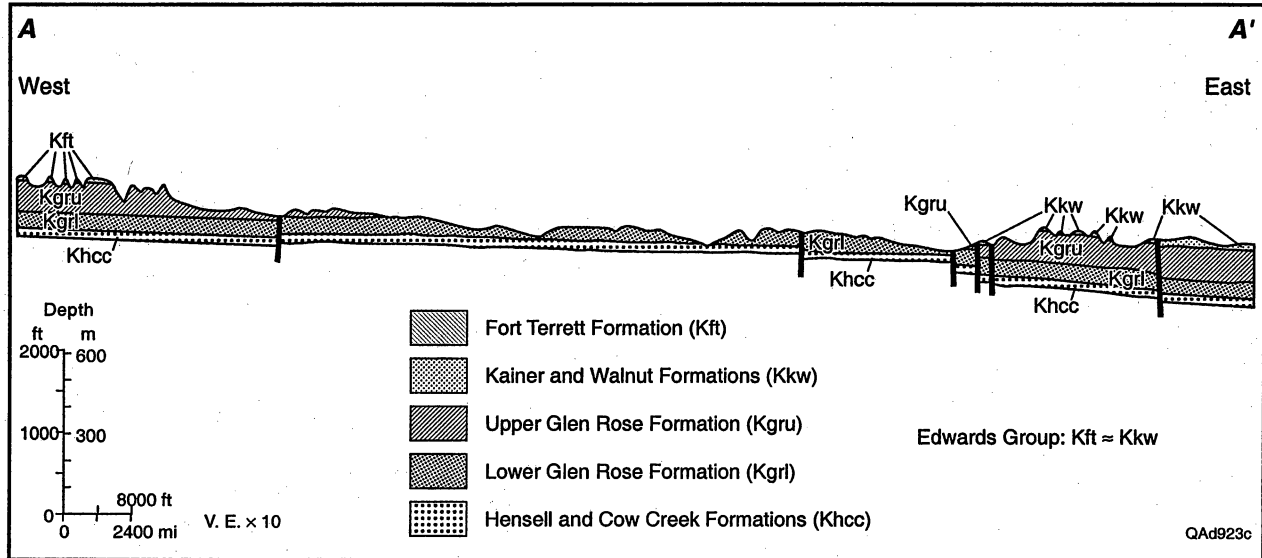 A
A'
West
East
Kft
Kgru
Kgrl
Khcc
Kgrl
Khcc
Kgru
Kkw
Kkw
Kkw
Kgru
Kgrl
Khcc
Depth
ft m
2000 600
1000 300
0
8000 ft
0 2400 mi
V. E. × 10
Fort Terrett Formation (Kft)
Kainer and Walnut Formations (Kkw)
Upper Glen Rose Formation (Kgru)
Lower Glen Rose Formation (Kgrl)
Hensell and Cow Creek Formations (Khcc)
Edwards Group: Kft ≈ Kkw
QAd923c